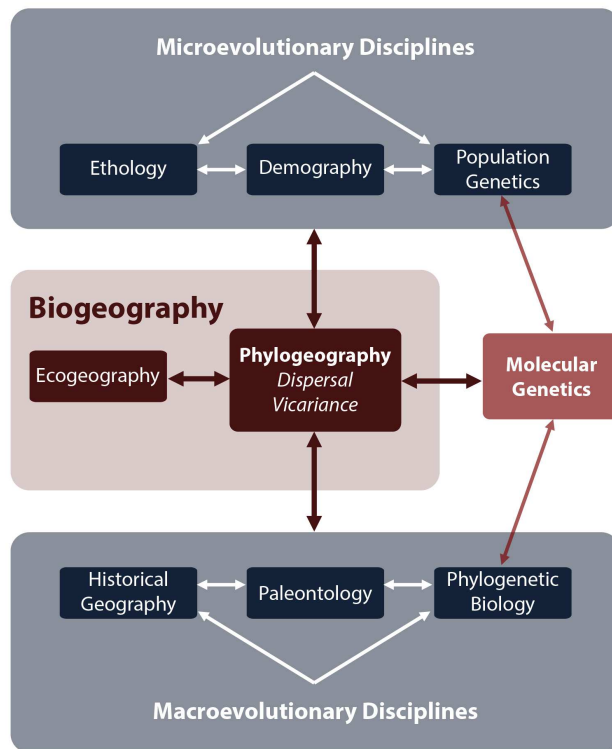 Microevolutionary Disciplines
Ethology
Demography
Population
Genetics
Biogeography
Ecogeography
Phylogeography
Dispersal
Vicariance
Molecular
Genetics
Historical
Geography
Paleontology
Phylogenetic
Biology
Macroevolutionary Disciplines